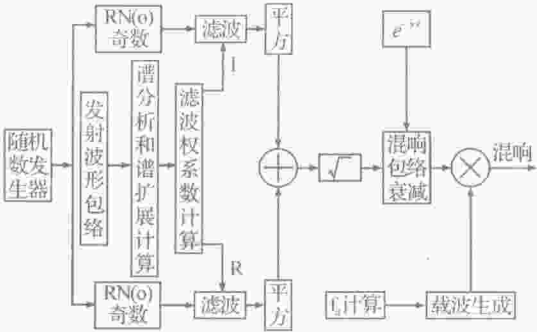 RN(o)
奇数
滤波
平方
I
随机
数发
生器
发射波形包络
谱分析和谱扩展计算
滤波权系数计算
R
RN(o)
奇数
滤波
平方
+
√
混响
包络
衰减
×
混响
计算
载波生成